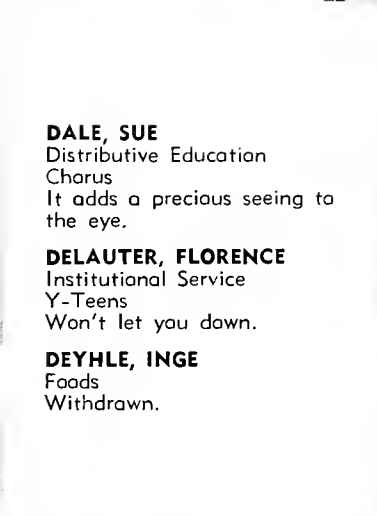 DALE, SUE
Distributive Education
Chorus
It adds a precious seeing to
the eye.
DELAUTER, FLORENCE
Institutional Service
Y-Teens
Won't let you down.
DEYHLE, INGE
Foods
Withdrawn.